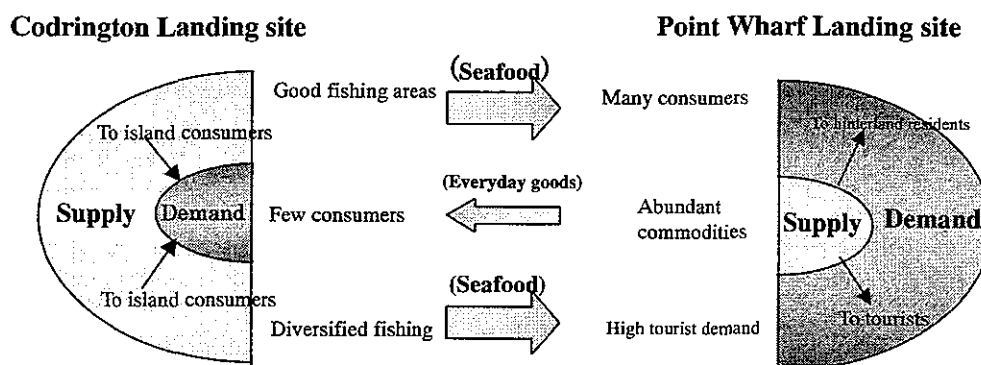 Codrington Landing site
Point Wharf Landing site
(Seafood)
Good fishing areas
Many consumers
To island consumers
To hinterland residents
(Everyday goods)
Supply
Demand
Few consumers
Abundant
commodities
Supply
Demand
To island consumers
(Seafood)
Diversified fishing
High tourist demand
To tourists